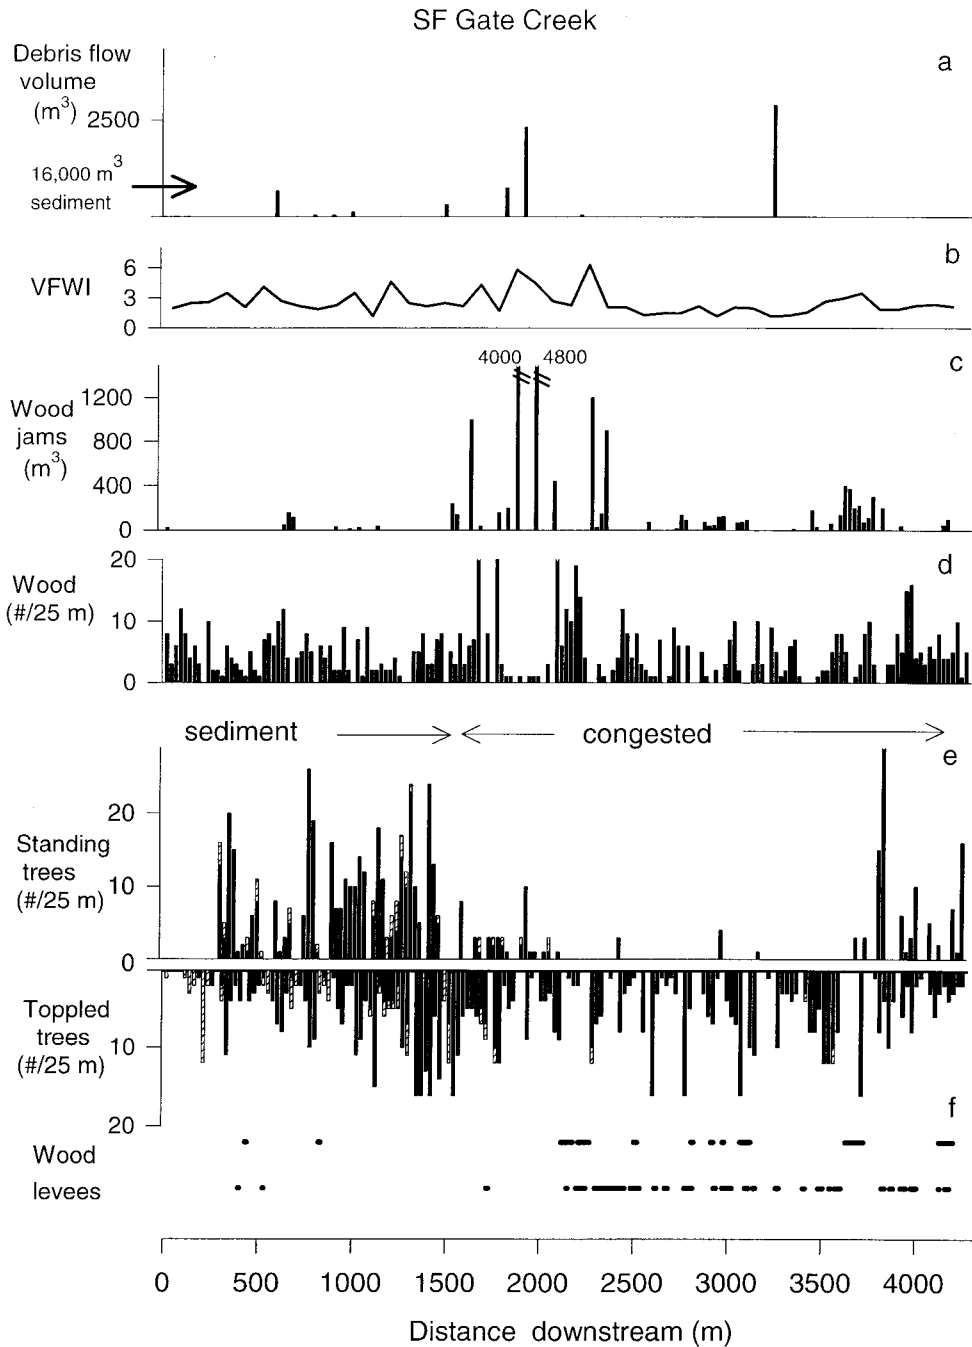 SF Gate Creek
a
Debris flow
volume
(m³)
2500
16,000 m³
sediment
b
VFWI
6
3
0
4000 4800
c
Wood
jams
(m³)
1200
800
400
0
d
Wood
(#/25 m)
20
10
0
sediment congested
e
Standing
trees
(#/25 m)
20
10
0
Toppled
trees
(#/25 m)
10
20
f
Wood
levees
0 500 1000 1500 2000 2500 3000 3500 4000
Distance downstream (m)